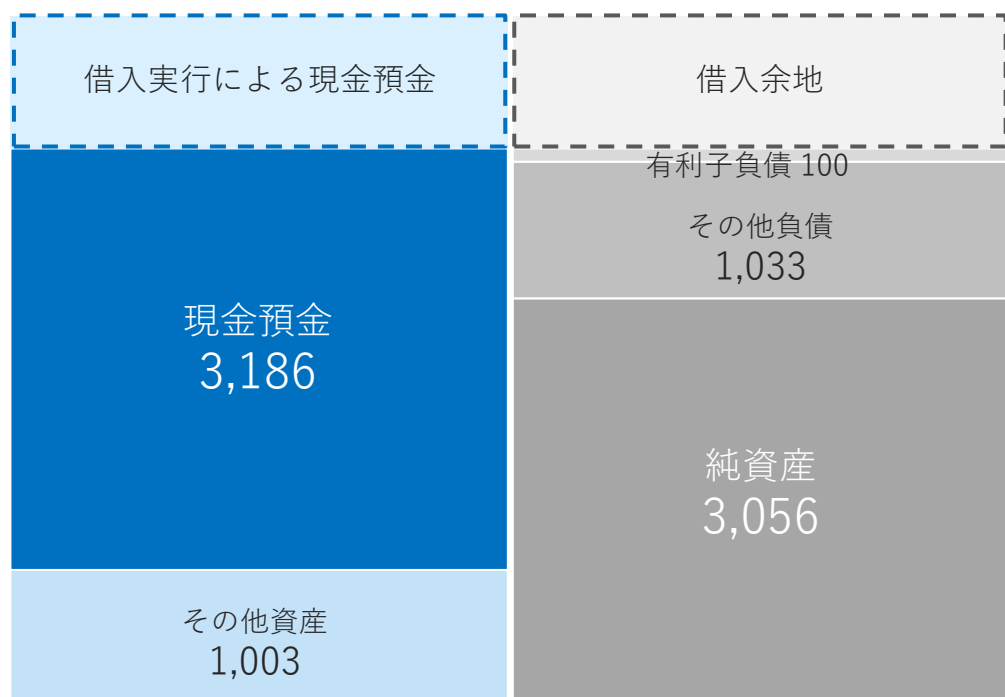 借入実行による現金預金
現金預金
3,186
その他資産
1,003
借入余地
有利子負債 100
その他負債
1,033
純資産
3,056